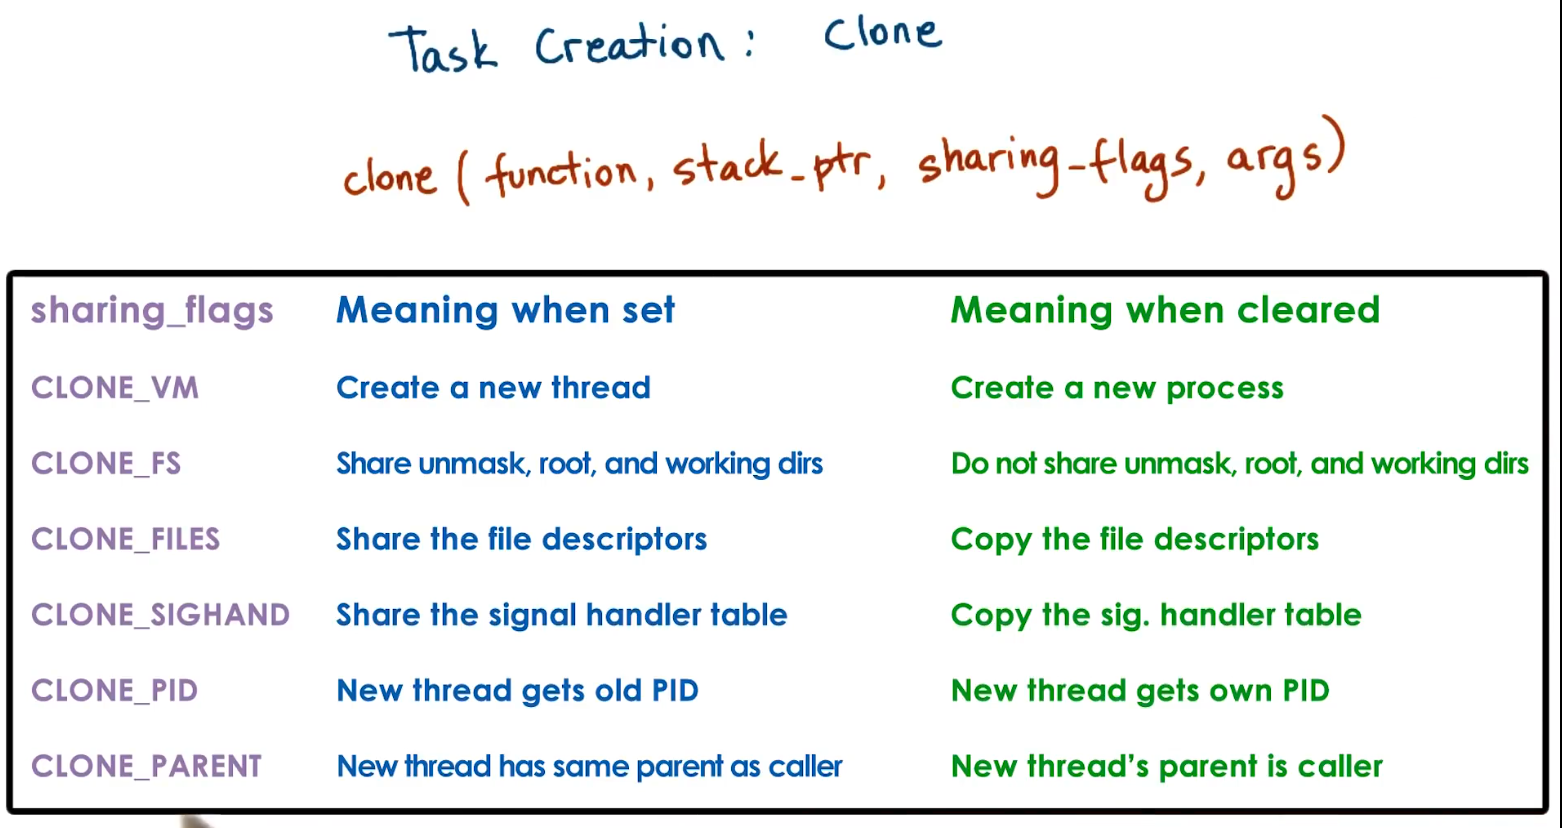 Task Creation: Clone
clone (function, stack_ptr, sharing_flags, args)
sharing_flags Meaning when set Meaning when cleared
CLONE_VM Create a new thread Create a new process
CLONE_FS Share unmask, root, and working dirs Do not share unmask, root, and working dirs
CLONE_FILES Share the file descriptors Copy the file descriptors
CLONE_SIGHAND Share the signal handler table Copy the sig. handler table
CLONE_PID New thread gets old PID New thread gets own PID
CLONE_PARENT New thread has same parent as caller New thread's parent is caller